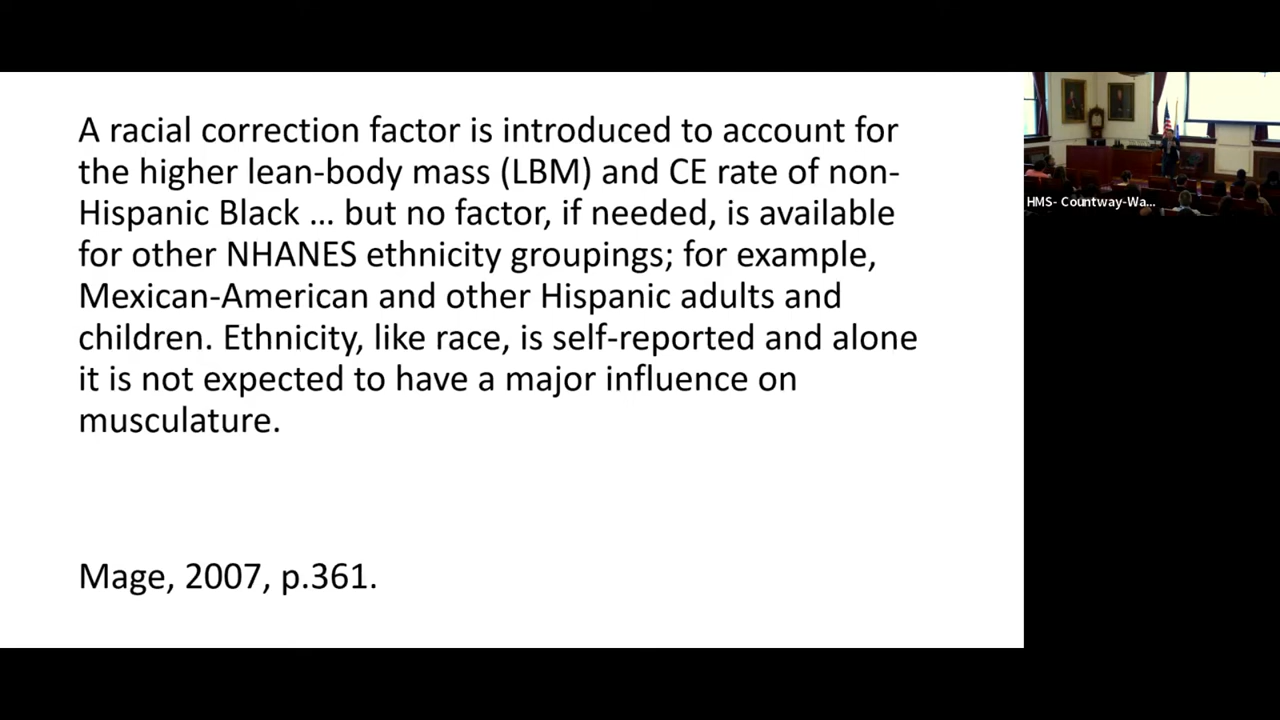 A racial correction factor is introduced to account for
the higher lean-body mass (LBM) and CE rate of non-
Hispanic Black … but no factor, if needed, is available
for other NHANES ethnicity groupings; for example,
Mexican-American and other Hispanic adults and
children. Ethnicity, like race, is self-reported and alone
it is not expected to have a major influence on
musculature.
Mage, 2007, p.361.
HMS- Countway-Wa...